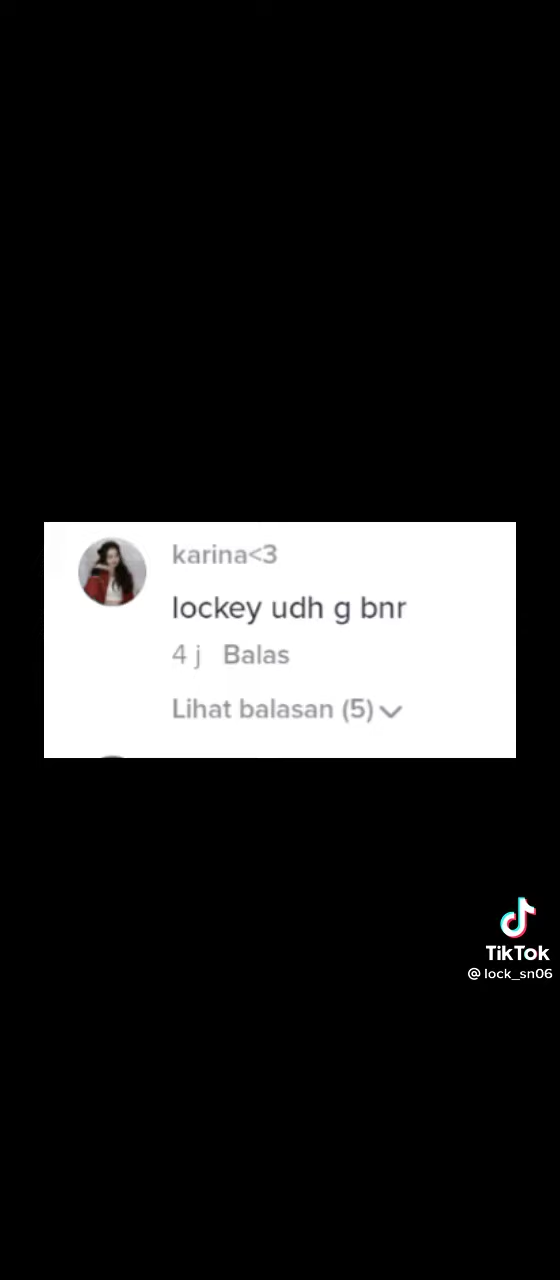 karina<3
lockey udh g bnr
4 j Balas
Lihat balasan (5)
TikTok
@ lock_sn06